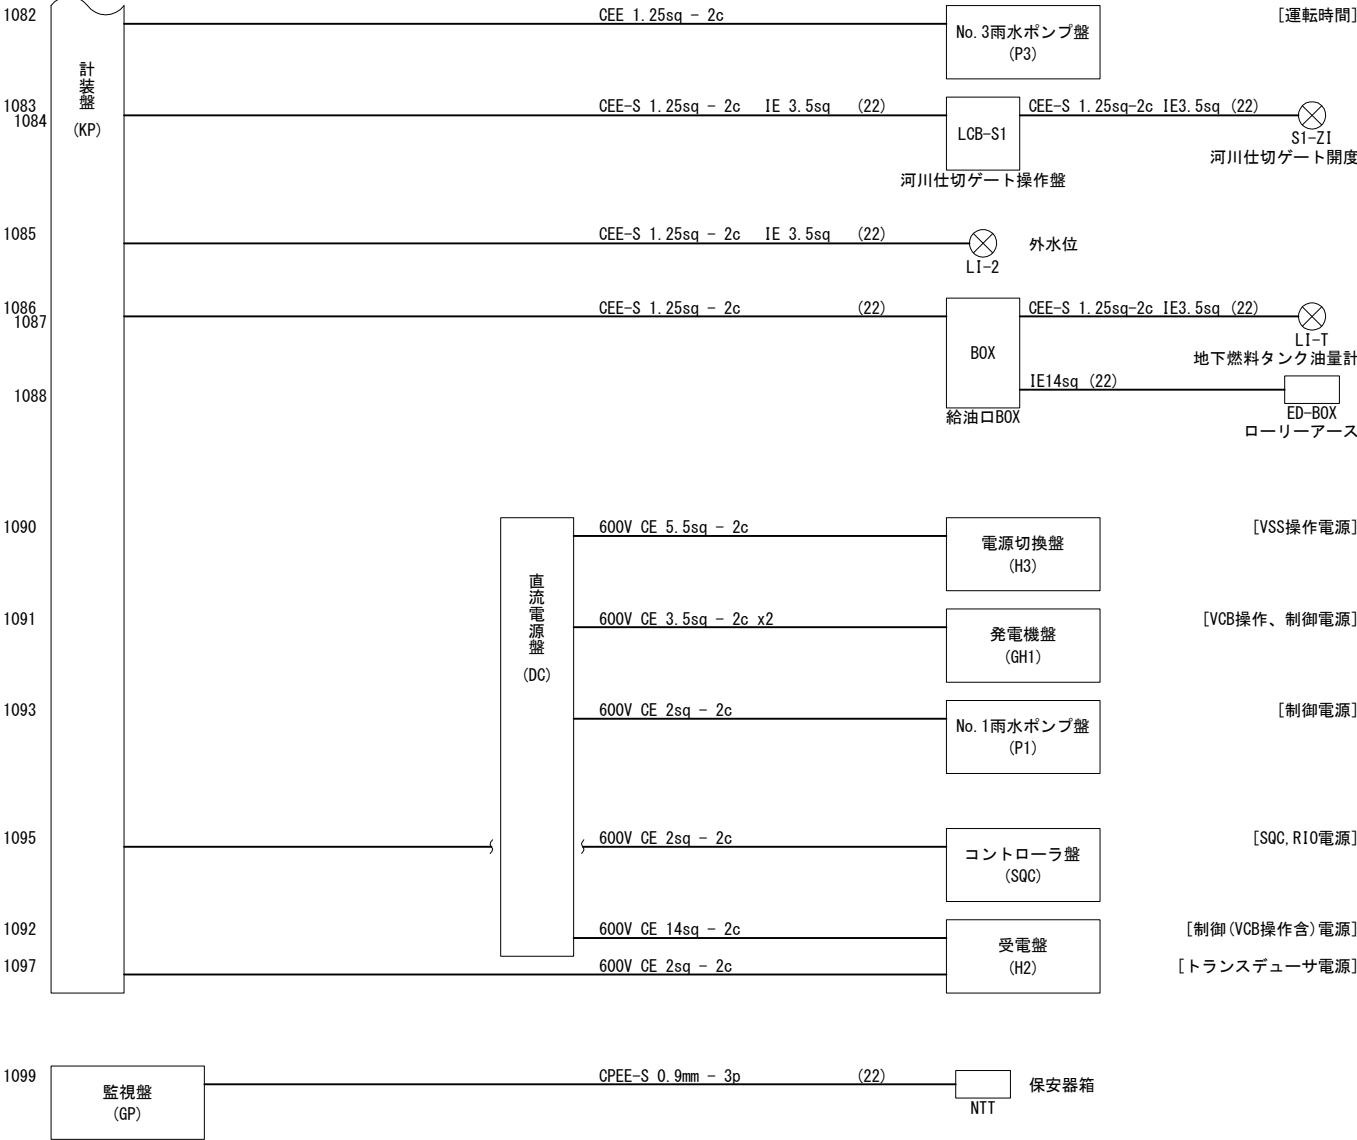 1082
CEE 1.25sq - 2c
No.3雨水ポンプ盤
(P3)
[運転時間]
計装盤
(KP)
1083
1084
CEE-S 1.25sq - 2c IE 3.5sq (22)
LCB-S1
河川仕切ゲート操作盤
CEE-S 1.25sq-2c IE3.5sq (22)
S1-ZI
河川仕切ゲート開度
1085
CEE-S 1.25sq - 2c IE 3.5sq (22)
LI-2
外水位
1086
1087
CEE-S 1.25sq - 2c (22)
BOX
給油口BOX
CEE-S 1.25sq-2c IE3.5sq (22)
LI-T
地下燃料タンク油量計
1088
IE14sq (22)
ED-BOX
ローリーアース
直流電源盤
(DC)
1090
600V CE 5.5sq - 2c
電源切換盤
(H3)
[VSS操作電源]
1091
600V CE 3.5sq - 2c x2
発電機盤
(GH1)
[VCB操作、制御電源]
1093
600V CE 2sq - 2c
No.1雨水ポンプ盤
(P1)
[制御電源]
1095
600V CE 2sq - 2c
コントローラ盤
(SQC)
[SQC,RIO電源]
1092
600V CE 14sq - 2c
受電盤
(H2)
[制御(VCB操作含)電源]
1097
600V CE 2sq - 2c
[トランスデューサ電源]
1099
監視盤
(GP)
CPEE-S 0.9mm - 3p (22)
NTT
保安器箱